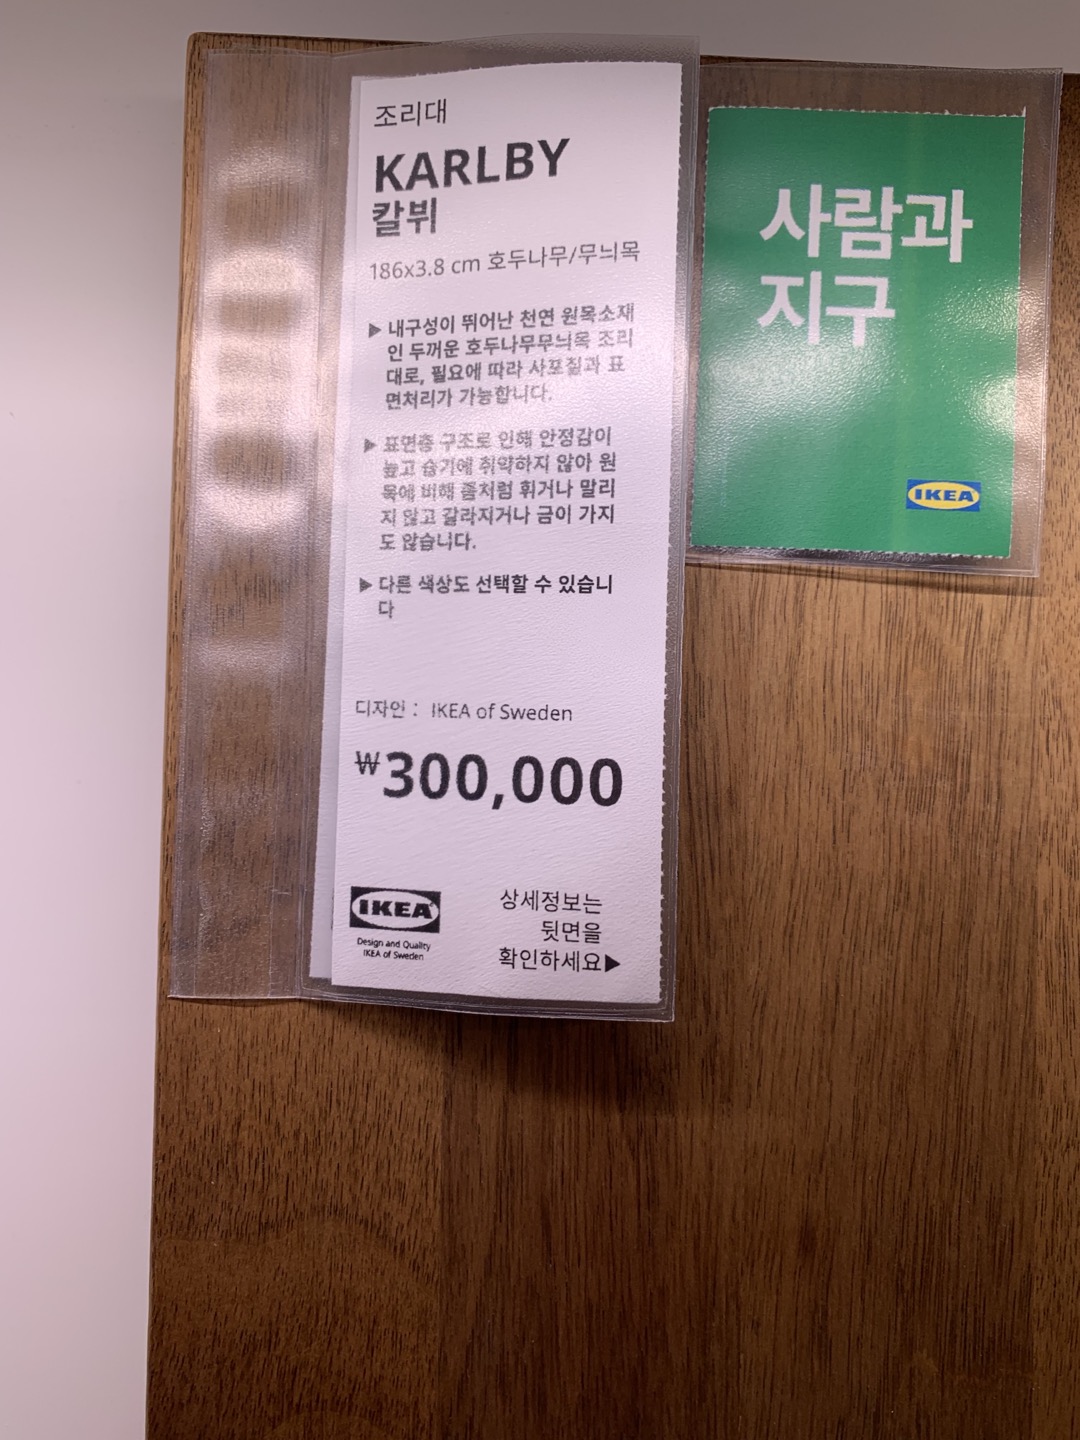 조리대
KARLBY
칼뷔
186x3.8 cm 호두나무/무늬목
▶ 내구성이 뛰어난 천연 원목소재
인 두꺼운 호두나무무늬목 조리
대로, 필요에 따라 사포질과 표
면처리가 가능합니다.
▶ 표면층 구조로 인해 안정감이
높고 습기에 취약하지 않아 원
목에 비해 좀처럼 휘거나 말리
지 않고 갈라지거나 금이 가지
도 않습니다.
▶ 다른 색상도 선택할 수 있습니
다
디자인 : IKEA of Sweden
₩300,000
IKEA
Design and Quality
IKEA of Sweden
상세정보는
뒷면을
확인하세요▶
사람과
지구
IKEA